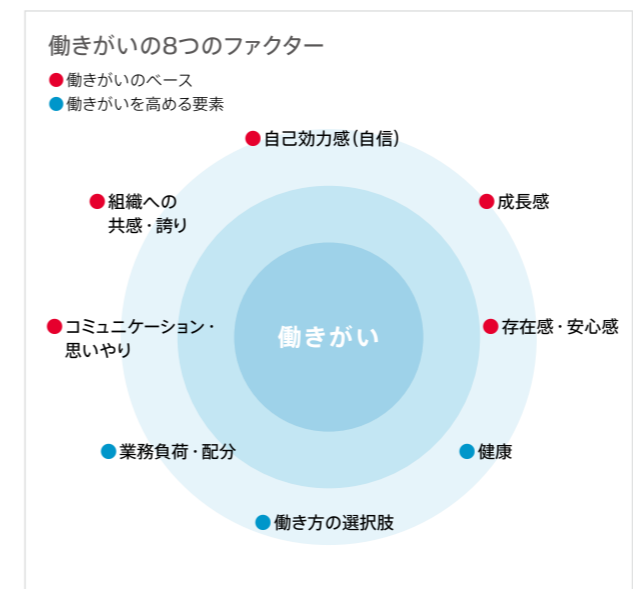 働きがいの8つのファクター
●働きがいのベース
●働きがいを高める要素
●自己効力感(自信)
●組織への
共感・誇り
●成長感
●コミュニケーション・
思いやり
●存在感・安心感
働きがい
●業務負荷・配分
●健康
●働き方の選択肢